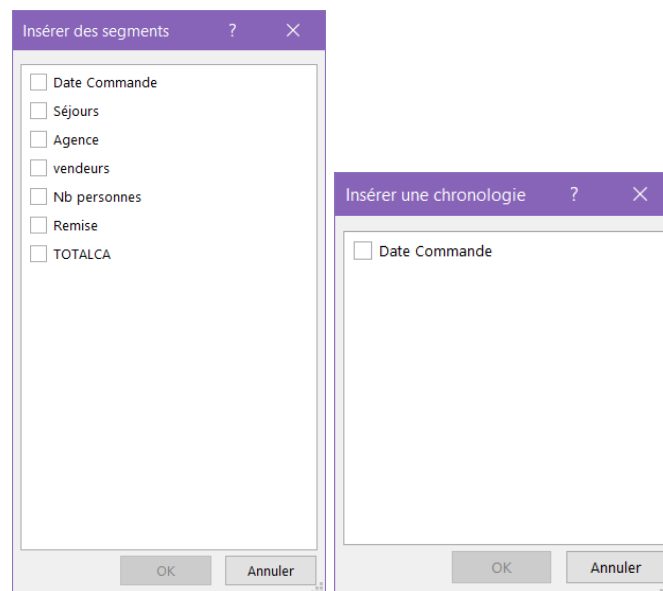 Insérer des segments ?
Date Commande
Séjours
Agence
vendeurs
Nb personnes
Remise
TOTALCA
OK Annuler
Insérer une chronologie ?
Date Commande
OK Annuler